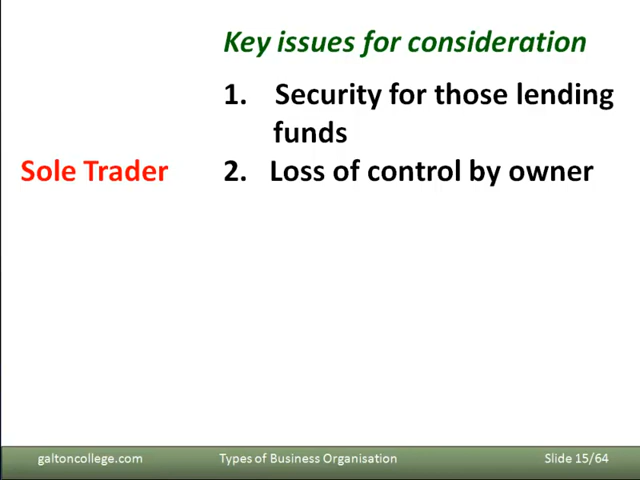 Key issues for consideration
1. Security for those lending
funds
Sole Trader
2. Loss of control by owner
galtoncollege.com
Types of Business Organisation
Slide 15/64